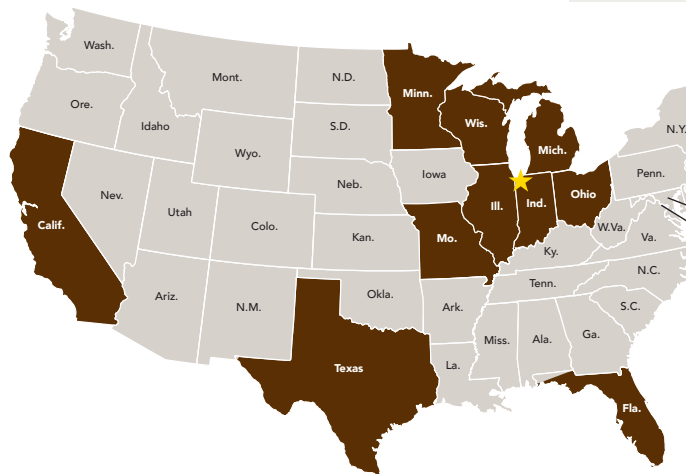 Wash.
Mont.
N.D.
Minn.
Ore.
Idaho
S.D.
Wis.
Mich.
N.Y.
Wyo.
Iowa
Penn.
Neb.
Nev.
Utah
Colo.
Ill.
Ind.
Ohio
Calif.
Kan.
Mo.
W.Va.
Va.
Ky.
N.C.
Ariz.
N.M.
Okla.
Ark.
Tenn.
S.C.
Texas
La.
Miss.
Ala.
Ga.
Fla.